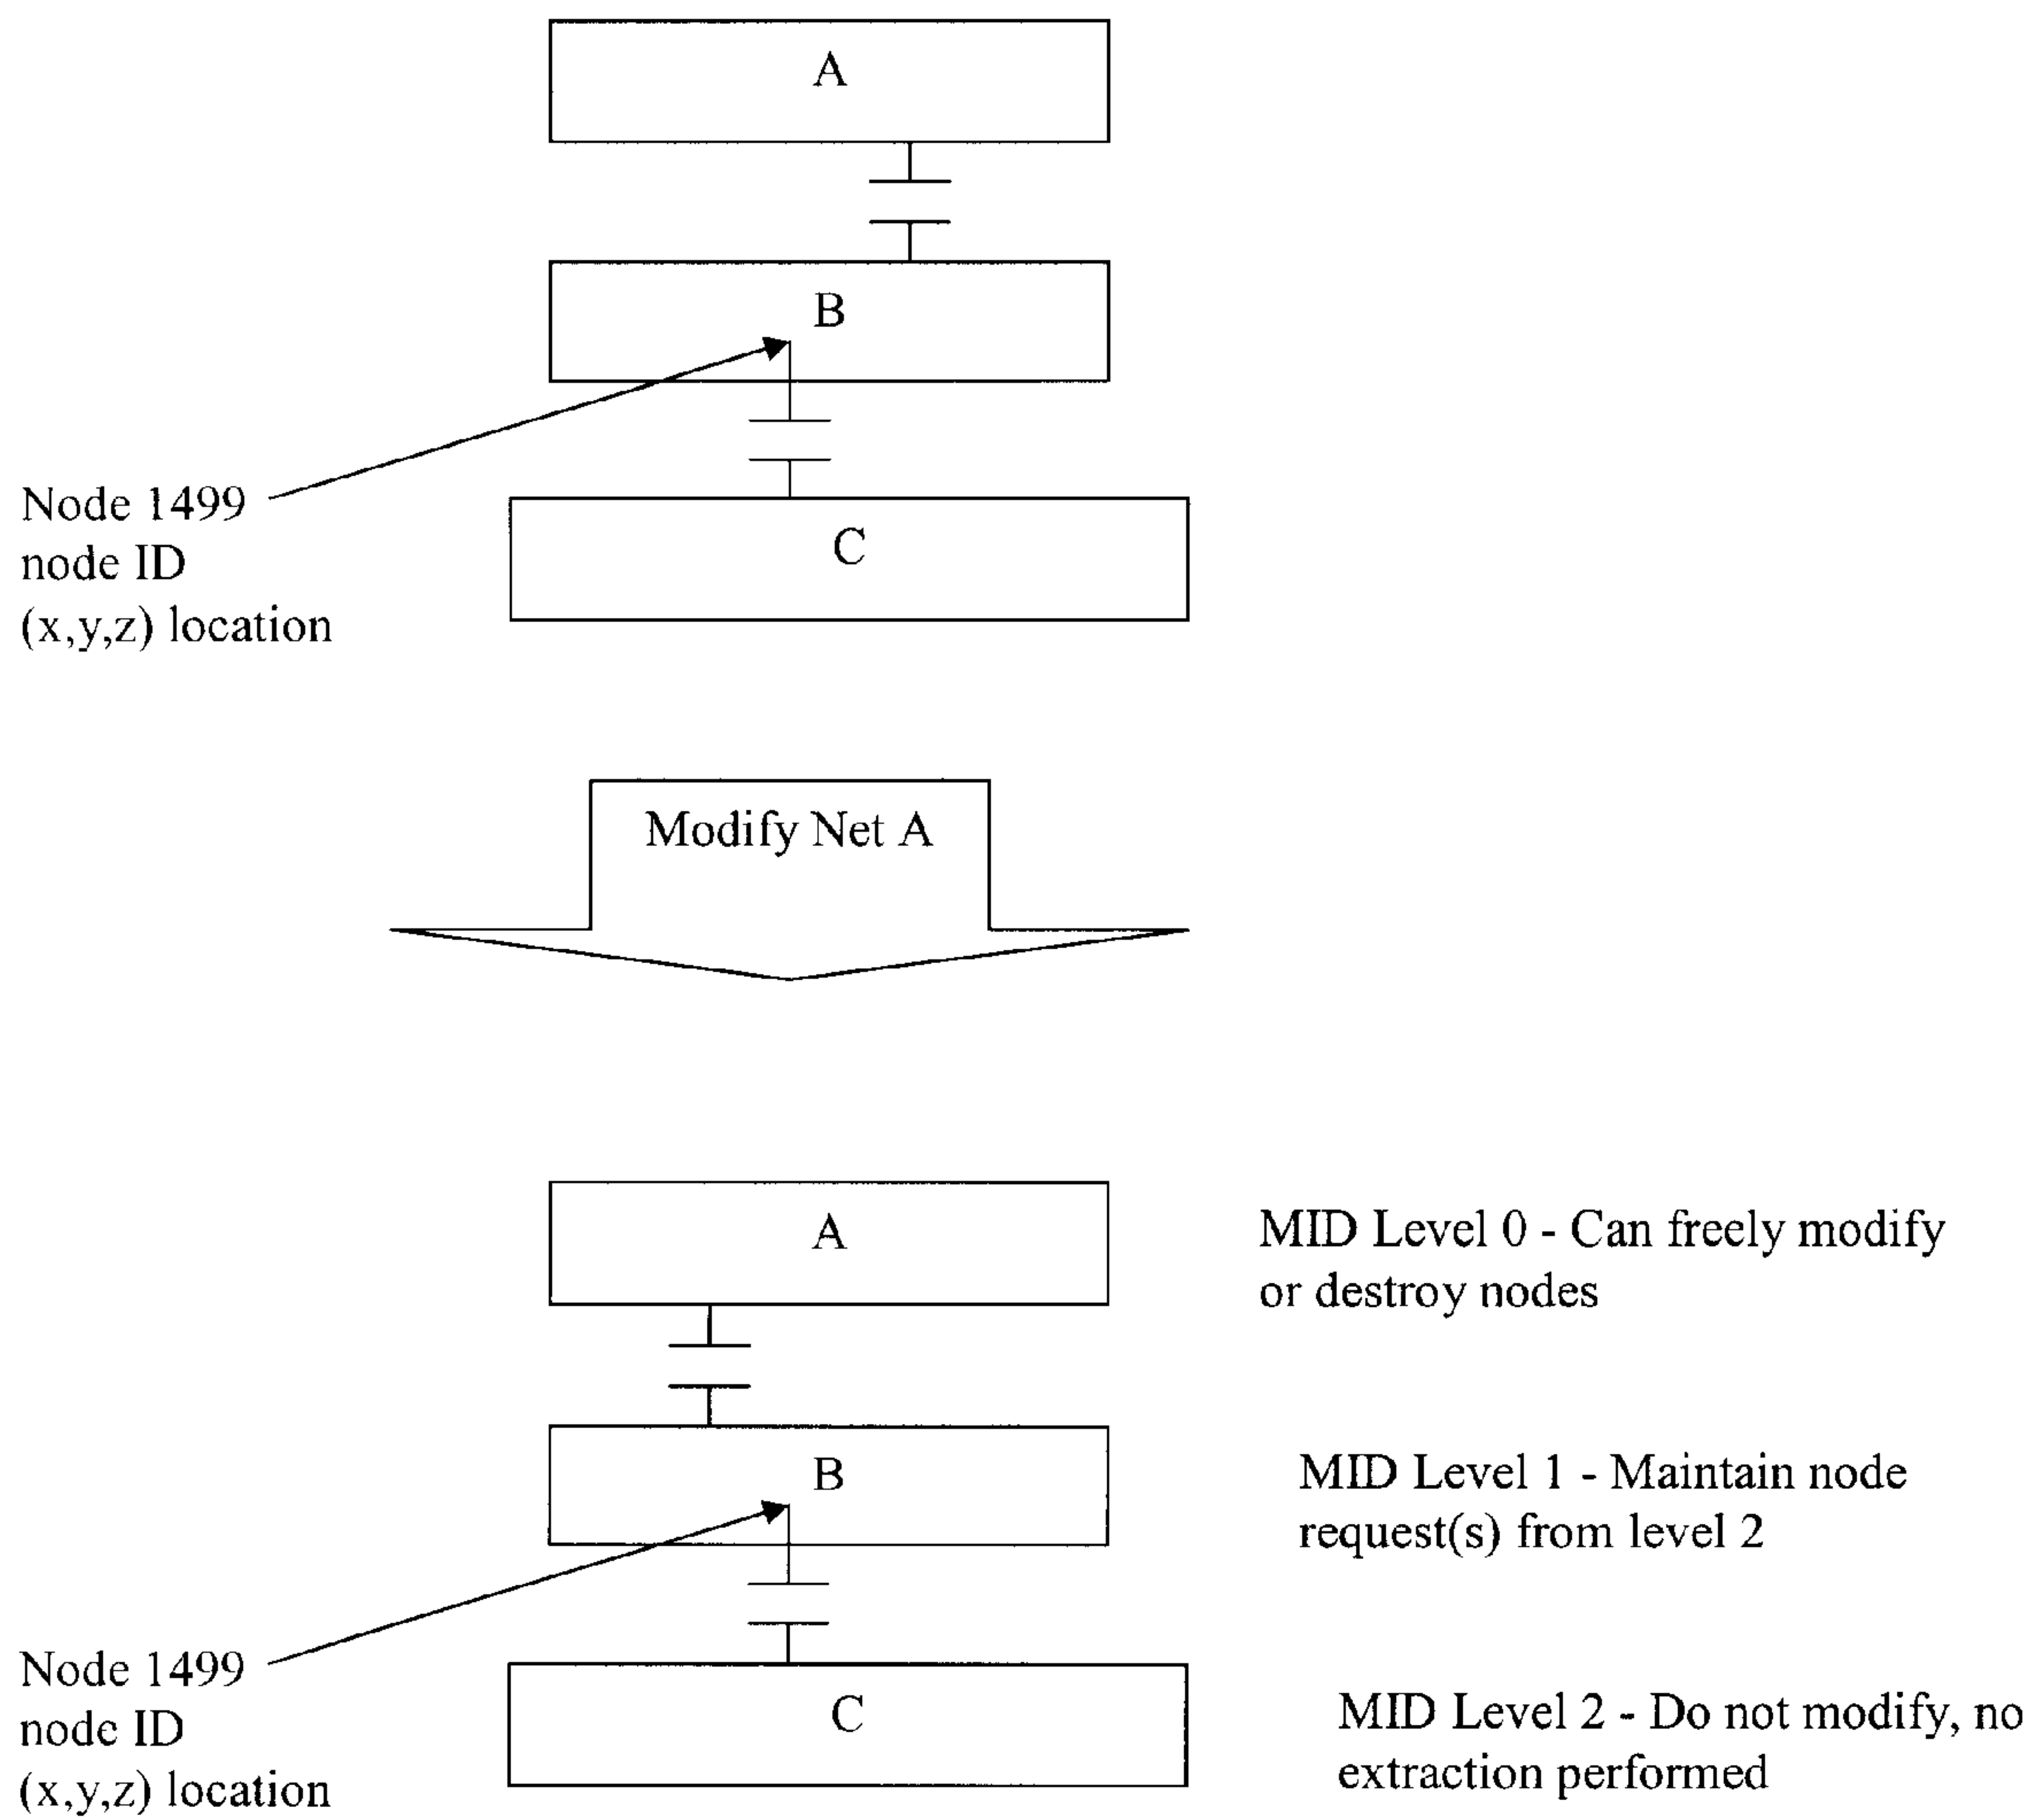 A
B
Node 1499
node ID
(x,y,z) location
C
Modify Net A
A
MID Level 0 - Can freely modify
or destroy nodes
B
MID Level 1 - Maintain node
request(s) from level 2
Node 1499
node ID
(x,y,z) location
C
MID Level 2 - Do not modify, no
extraction performed